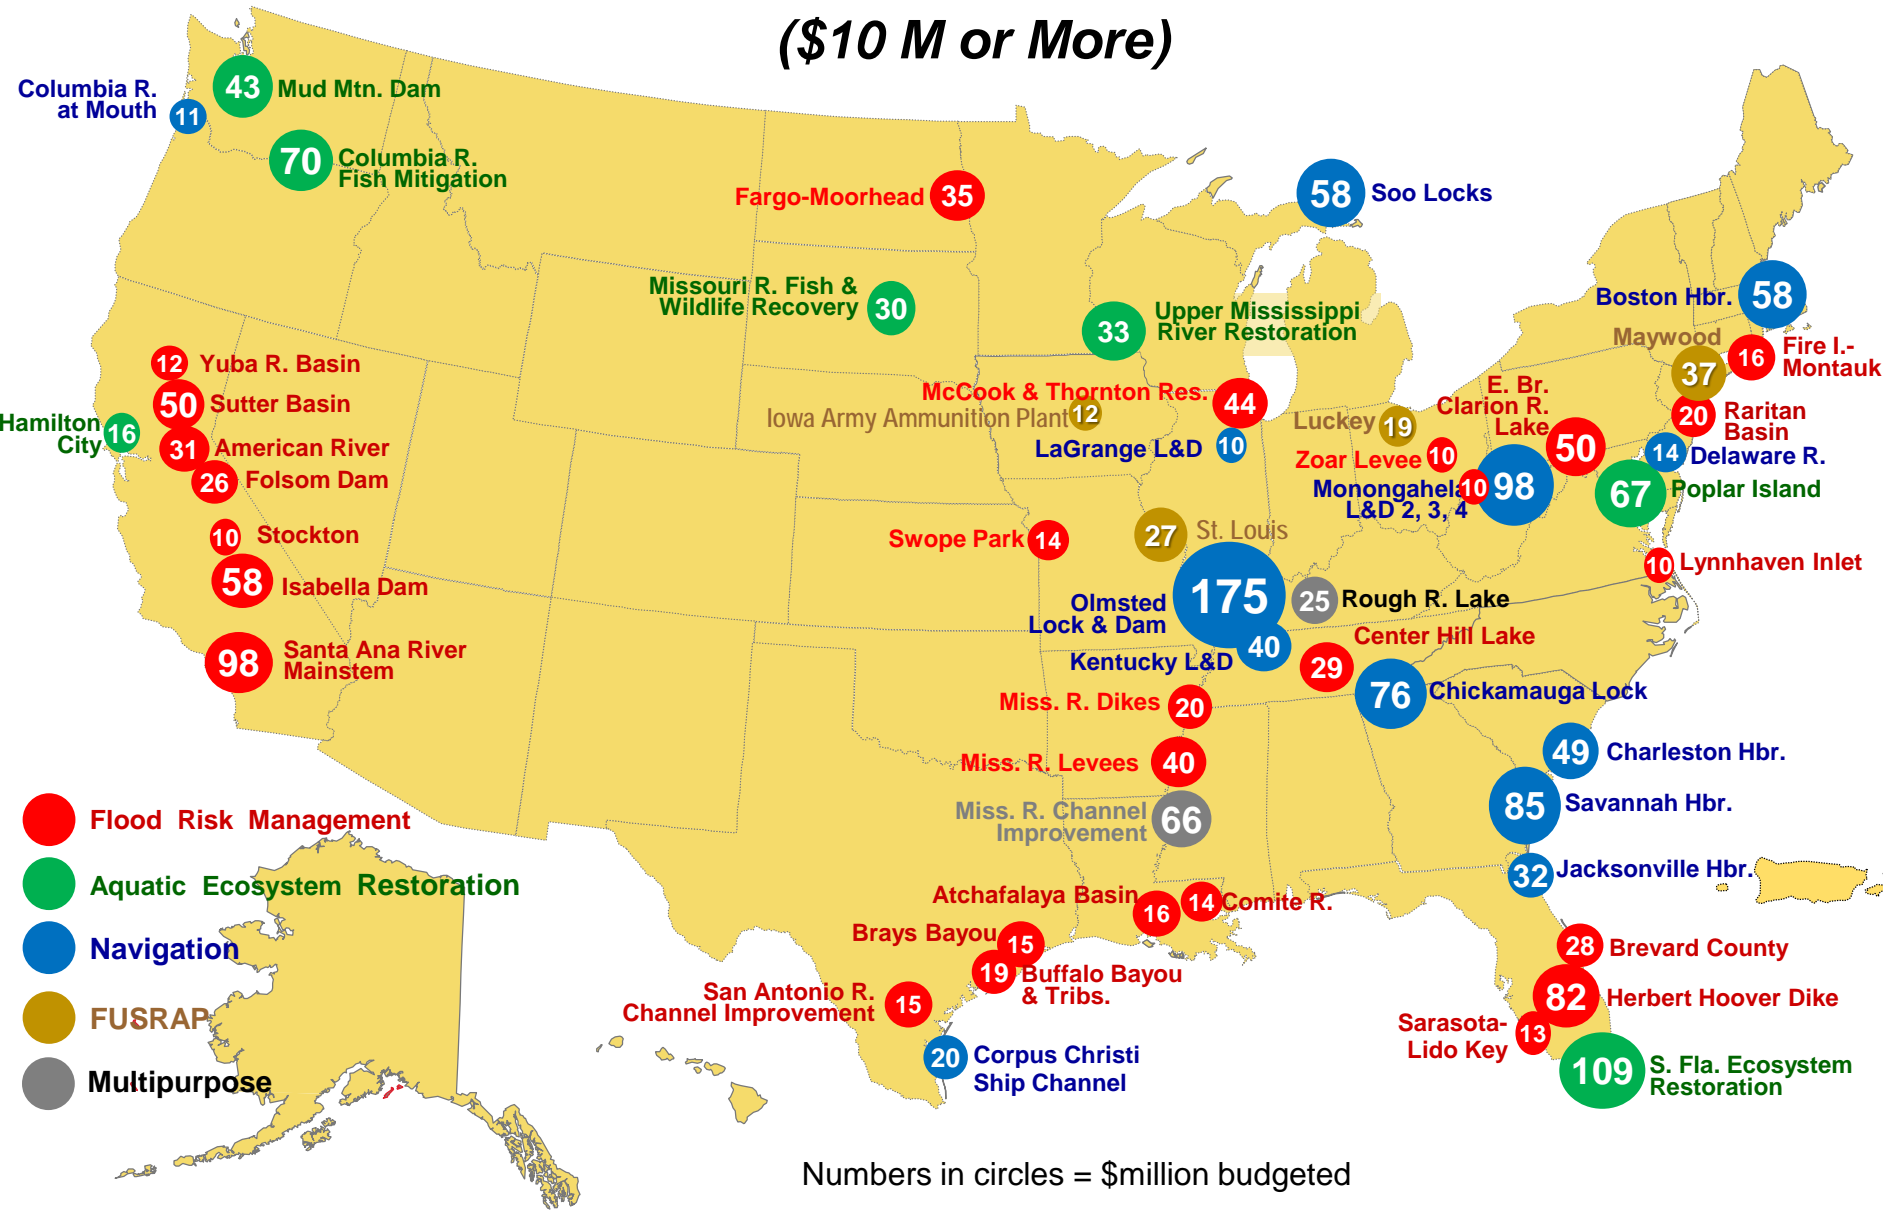 ($10 M or More)
Columbia R.
at Mouth
11
43
Mud Mtn. Dam
70
Columbia R.
Fish Mitigation
Fargo-Moorhead
35
58
Soo Locks
Missouri R. Fish &
Wildlife Recovery
30
33
Upper Mississippi
River Restoration
Boston Hbr.
58
Maywood
37
16
Fire I.-
Montauk
12
Yuba R. Basin
50
Sutter Basin
Hamilton
City
16
31
American River
26
Folsom Dam
10
Stockton
58
Isabella Dam
98
Santa Ana River
Mainstem
McCook & Thornton Res.
44
Iowa Army Ammunition Plant
12
LaGrange L&D
10
Luckey
19
Zoar Levee
10
E. Br.
Clarion R.
Lake
50
20
Raritan
Basin
14
Delaware R.
Monongahela
L&D 2, 3, 4
10
98
67
Poplar Island
10
Lynnhaven Inlet
Swope Park
14
27
St. Louis
175
Olmsted
Lock & Dam
25
Rough R. Lake
Kentucky L&D
40
Center Hill Lake
29
76
Chickamauga Lock
Miss. R. Dikes
20
Miss. R. Levees
40
Miss. R. Channel
Improvement
66
49
Charleston Hbr.
85
Savannah Hbr.
32
Jacksonville Hbr.
Atchafalaya Basin
16
14
Comite R.
Brays Bayou
15
19
Buffalo Bayou
& Tribs.
San Antonio R.
Channel Improvement
15
20
Corpus Christi
Ship Channel
28
Brevard County
82
Herbert Hoover Dike
Sarasota-
Lido Key
13
109
S. Fla. Ecosystem
Restoration
Flood Risk Management
Aquatic Ecosystem Restoration
Navigation
FUSRAP
Multipurpose
Numbers in circles = $million budgeted